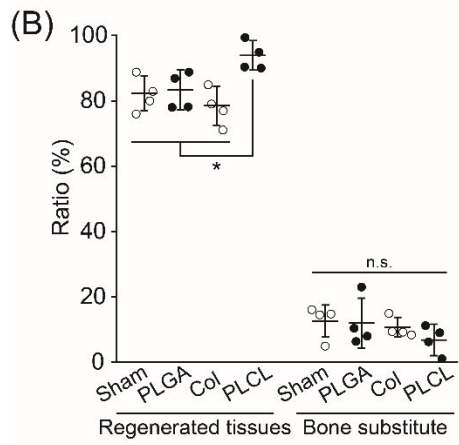 (B)
Ratio (%)
100
80
60
40
20
0
*
n.s.
Sham PLGA Col PLCL Sham PLGA Col PLCL
Regenerated tissues Bone substitute